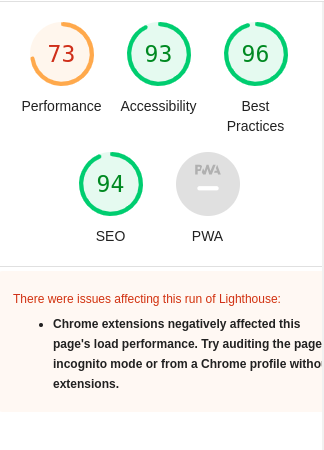 73 93 96
Performance Accessibility Best
Practices
94 PWA
SEO PWA
There were issues affecting this run of Lighthouse:
• Chrome extensions negatively affected this
page's load performance. Try auditing the page
incognito mode or from a Chrome profile witho
extensions.